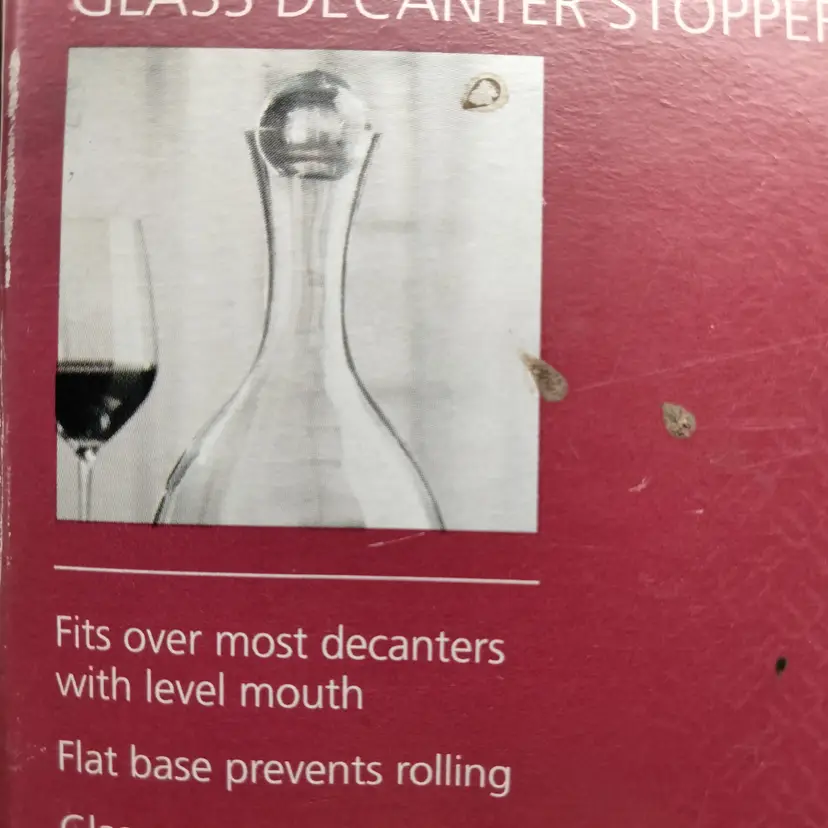 GLASS DECANTER STOPPER
Fits over most decanters
with level mouth
Flat base prevents rolling